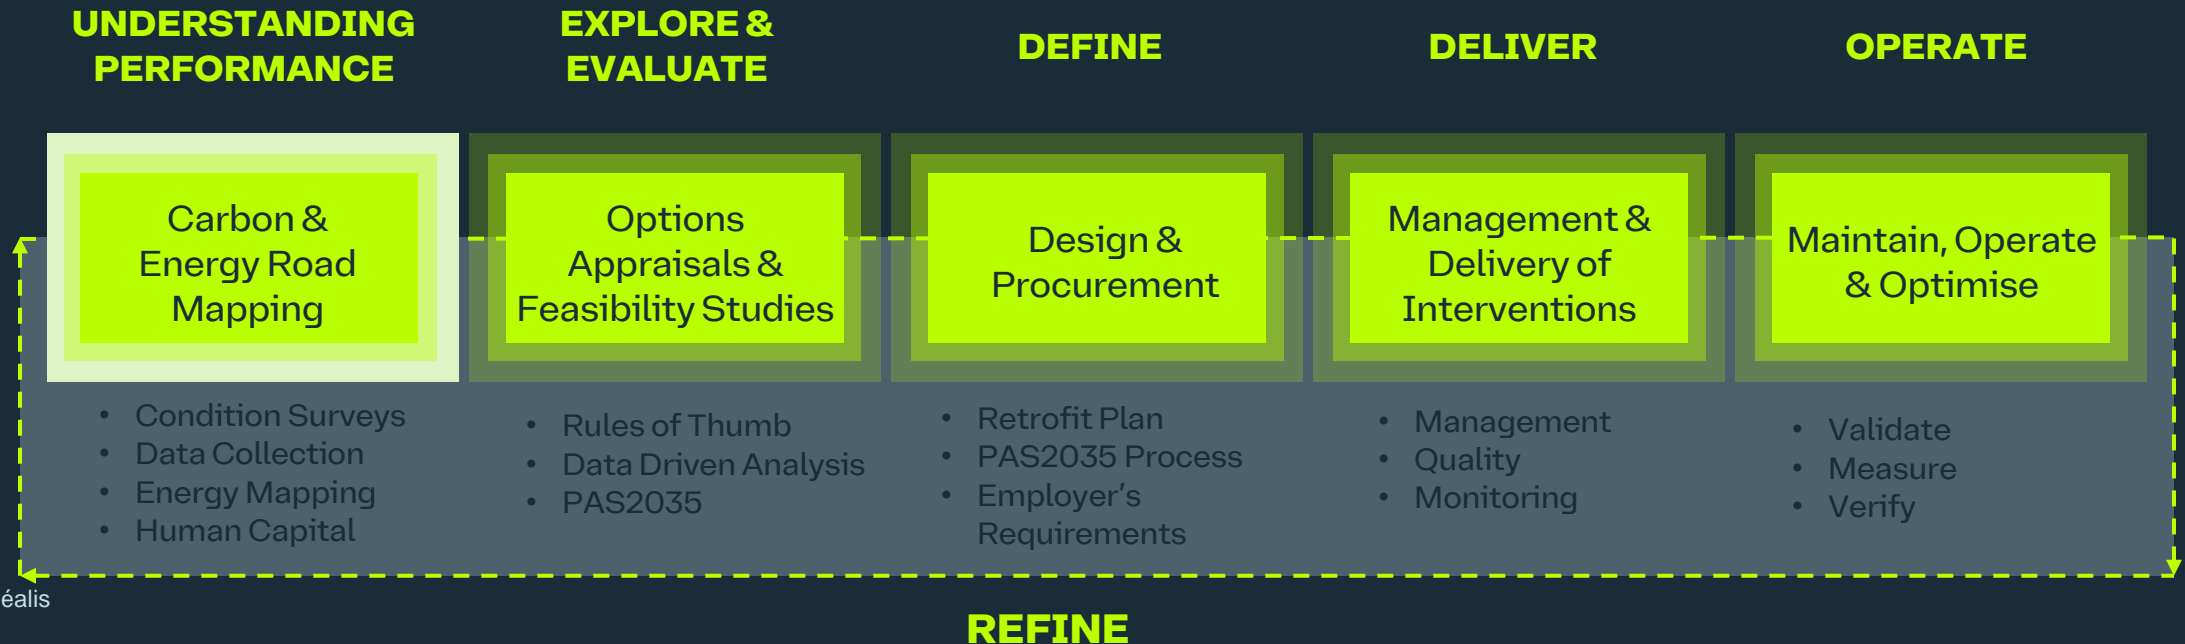 UNDERSTANDING
PERFORMANCE
EXPLORE &
EVALUATE
DEFINE
DELIVER
OPERATE
Carbon &
Energy Road
Mapping
Options
Appraisals &
Feasibility Studies
Design &
Procurement
Management &
Delivery of
Interventions
Maintain, Operate
& Optimise
• Condition Surveys
• Data Collection
• Energy Mapping
• Human Capital
• Rules of Thumb
• Data Driven Analysis
• PAS2035
• Retrofit Plan
• PAS2035 Process
• Employer’s
Requirements
• Management
• Quality
• Monitoring
• Validate
• Measure
• Verify
éalis
REFINE